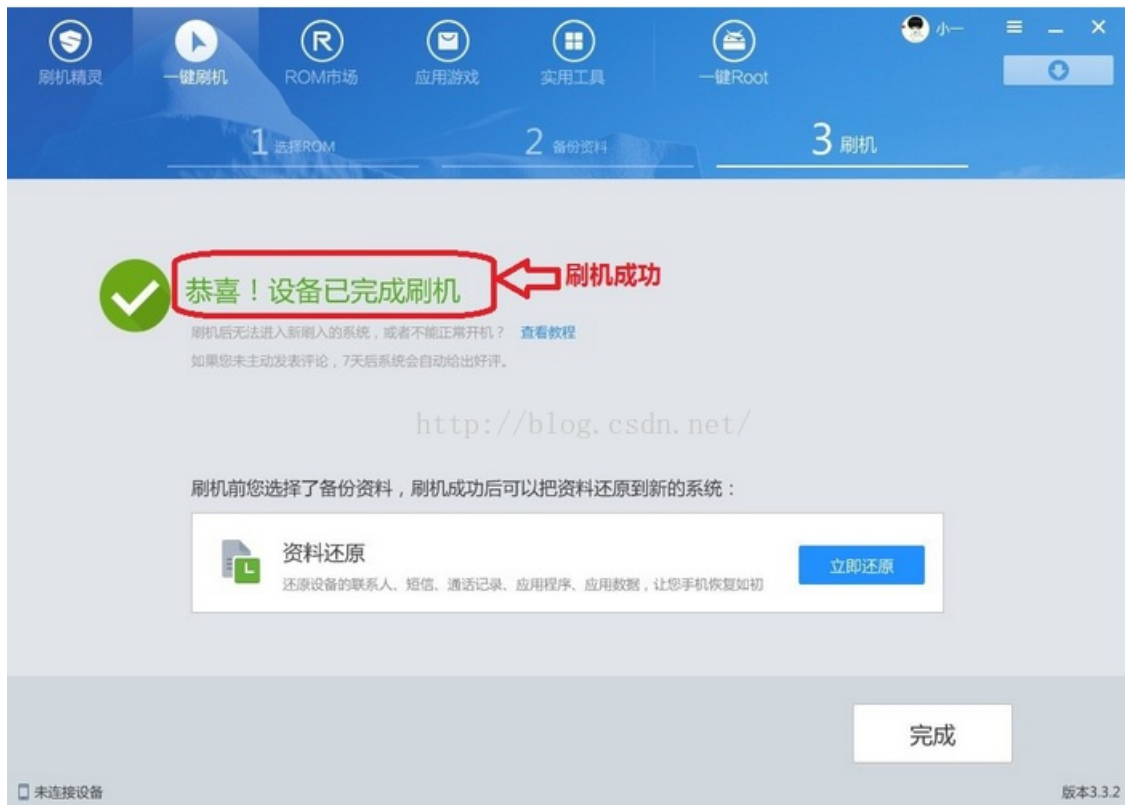 小一
刷机精灵
一键刷机
ROM市场
应用游戏
实用工具
一键Root
1 选择ROM
2 备份资料
3 刷机
恭喜！设备已完成刷机
刷机成功
刷机后无法进入新刷入的系统，或者不能正常开机？ 查看教程
如果您未主动发表评论，7天后系统会自动给出好评。
http://blog.csdn.net/
刷机前您选择了备份资料，刷机成功后可以把资料还原到新的系统：
资料还原
还原设备的联系人、短信、通话记录、应用程序、应用数据，让您手机恢复如初
立即还原
完成
未连接设备
版本3.3.2